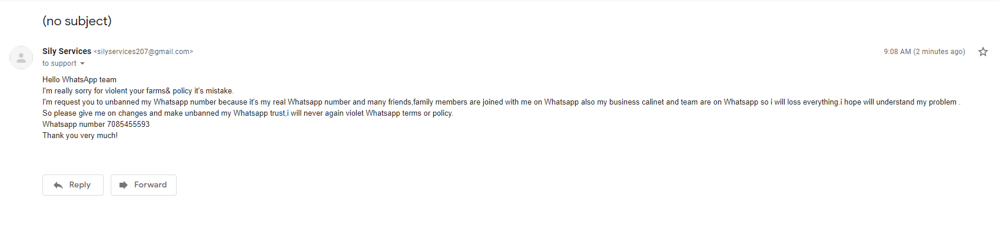 (no subject)
Sily Services <silyservices207@gmail.com>
9:08 AM (2 minutes ago)
to support
Hello WhatsApp team
I'm really sorry for violent your farms& policy it's mistake.
I'm request you to unbanned my Whatsapp number because it's my real Whatsapp number and many friends,family members are joined with me on Whatsapp also my business calinet and team are on Whatsapp so i will loss everything.i hope will understand my problem .
So please give me on changes and make unbanned my Whatsapp trust,i will never again violet Whatsapp terms or policy.
Whatsapp number 7085455593
Thank you very much!
Reply
Forward